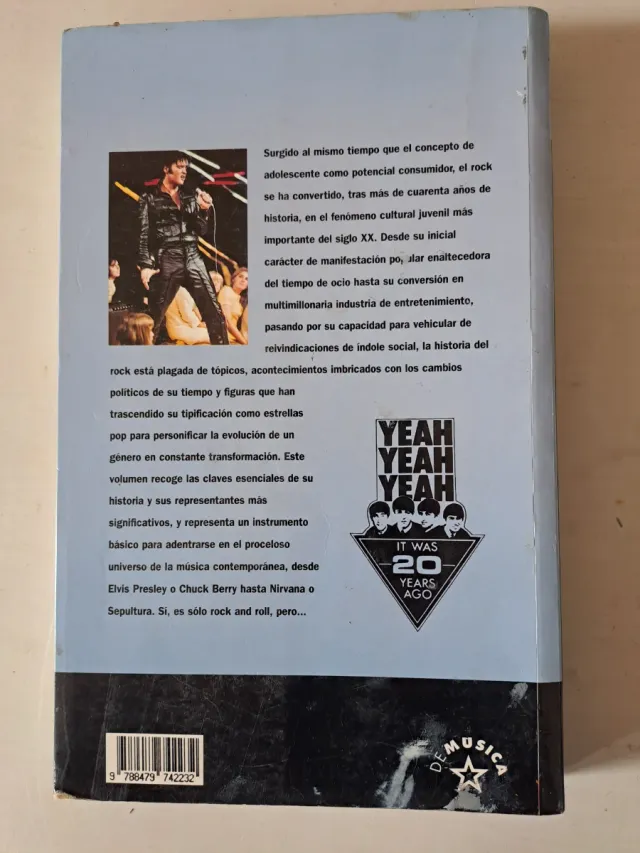 Surgido al mismo tiempo que el concepto de
adolescente como potencial consumidor, el rock
se ha convertido, tras más de cuarenta años de
historia, en el fenómeno cultural juvenil más
importante del siglo XX. Desde su inicial
carácter de manifestación popular enaltecedora
del tiempo de ocio hasta su conversión en
multimillonaria industria de entretenimiento,
pasando por su capacidad para vehicular de
reivindicaciones de índole social, la historia del
rock está plagada de tópicos, acontecimientos imbricados con los cambios
políticos de su tiempo y figuras que han
trascendido su tipificación como estrellas
pop para personificar la evolución de un
género en constante transformación. Este
volumen recoge las claves esenciales de su
historia y sus representantes más
significativos, y representa un instrumento
básico para adentrarse en el proceloso
universo de la música contemporánea, desde
Elvis Presley o Chuck Berry hasta Nirvana o
Sepultura. Sí, es sólo rock and roll, pero...
YEAH
YEAH
YEAH
IT WAS
20
YEARS
AGO
9 788479 742232
DE MÚSICA